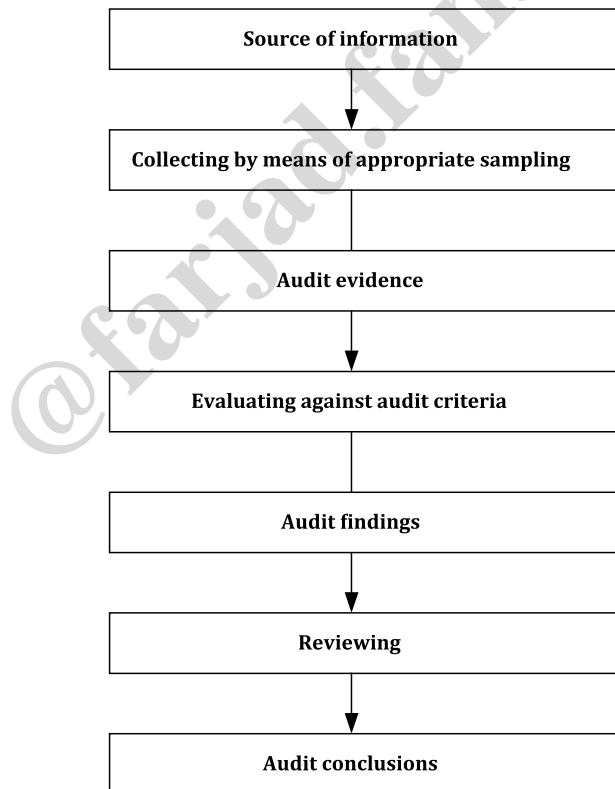 Source of information
Collecting by means of appropriate sampling
Audit evidence
Evaluating against audit criteria
Audit findings
Reviewing
Audit conclusions